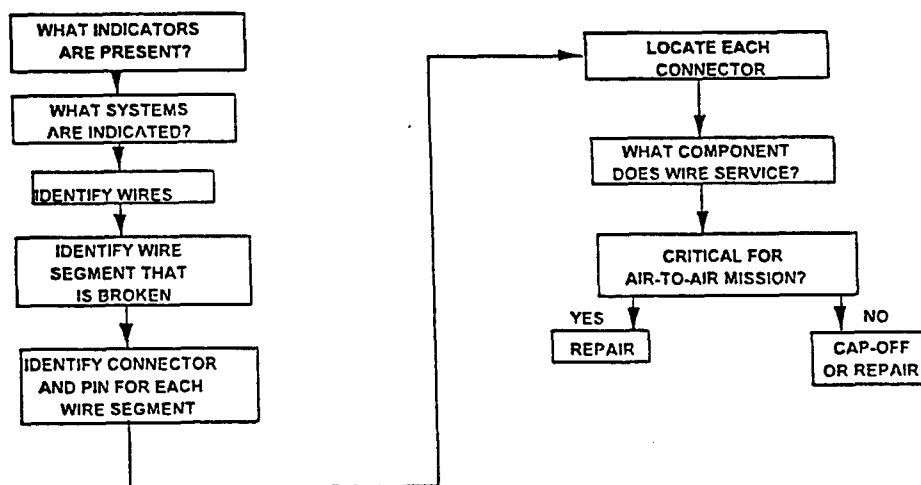 WHAT INDICATORS
ARE PRESENT?
WHAT SYSTEMS
ARE INDICATED?
IDENTIFY WIRES
IDENTIFY WIRE
SEGMENT THAT
IS BROKEN
IDENTIFY CONNECTOR
AND PIN FOR EACH
WIRE SEGMENT
LOCATE EACH
CONNECTOR
WHAT COMPONENT
DOES WIRE SERVICE?
CRITICAL FOR
AIR-TO-AIR MISSION?
YES
REPAIR
NO
CAP-OFF
OR REPAIR